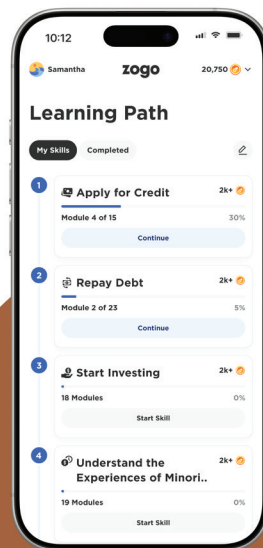 10:12
Samantha
zogo
20,750
Learning Path
My Skills
Completed
1
Apply for Credit
2k+
Module 4 of 15
30%
Continue
2
Repay Debt
2k+
Module 2 of 23
5%
Continue
3
Start Investing
2k+
18 Modules
0%
Start Skill
4
Understand the
2k+
Experiences of Minori..
19 Modules
0%
Start Skill